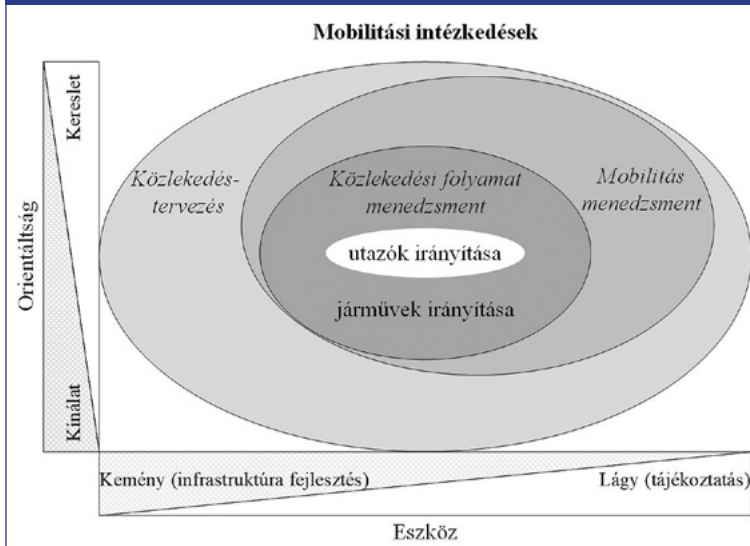 Mobilitási intézkedések
Orientáltság
Kereslet
Kínálat
Közlekedés-
tervezés
Közlekedési folyamat
menedzsment
Mobilitás
menedzsment
utazók irányítása
járművek irányítása
Kemény (infrastruktúra fejlesztés)
Lágy (tájékoztatás)
Eszköz